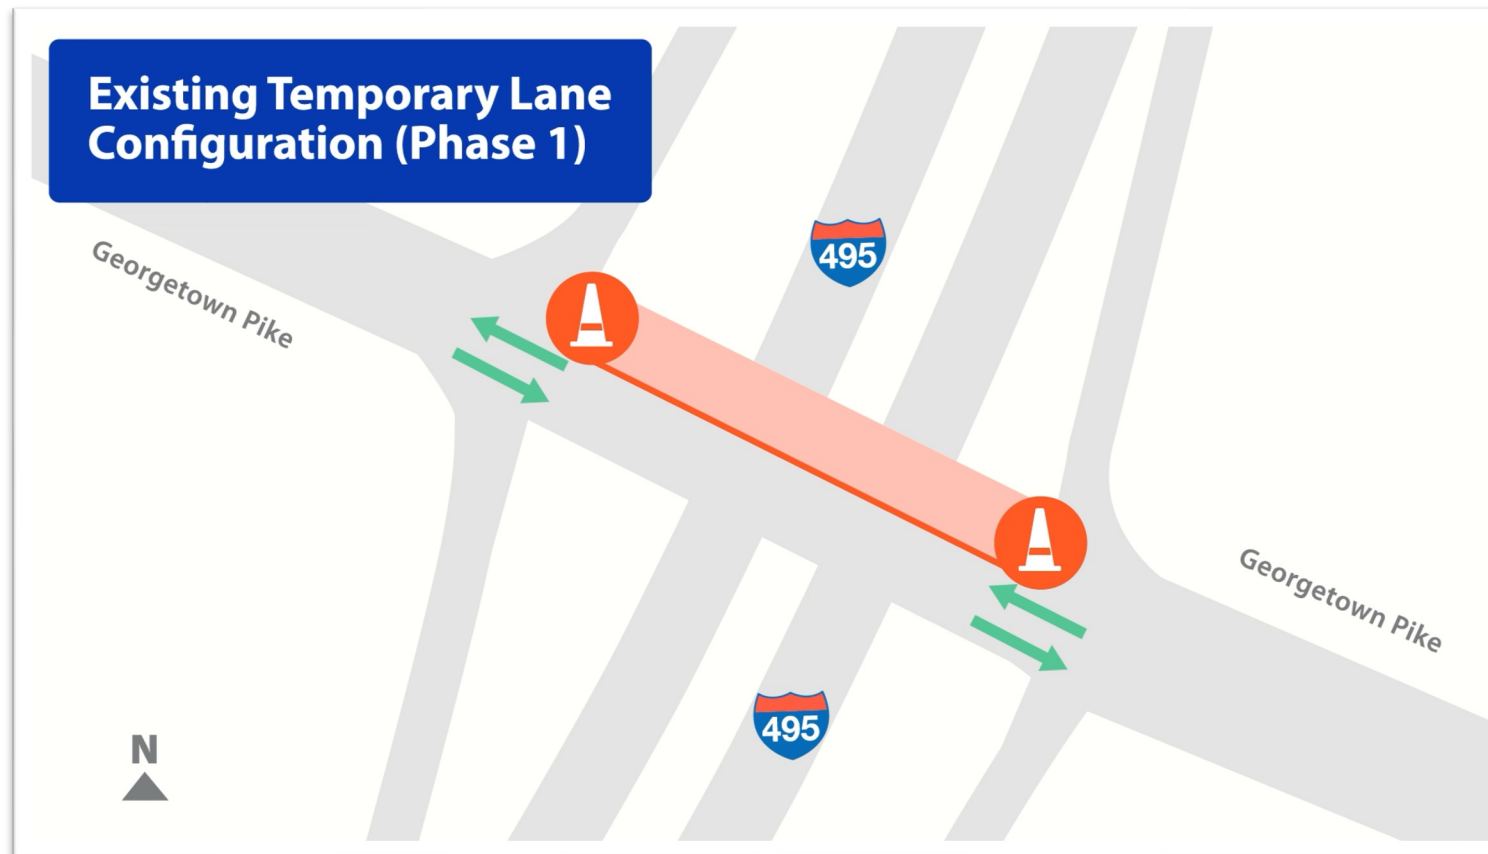 Existing Temporary Lane
Configuration (Phase 1)
Georgetown Pike
495
Georgetown Pike
495
N